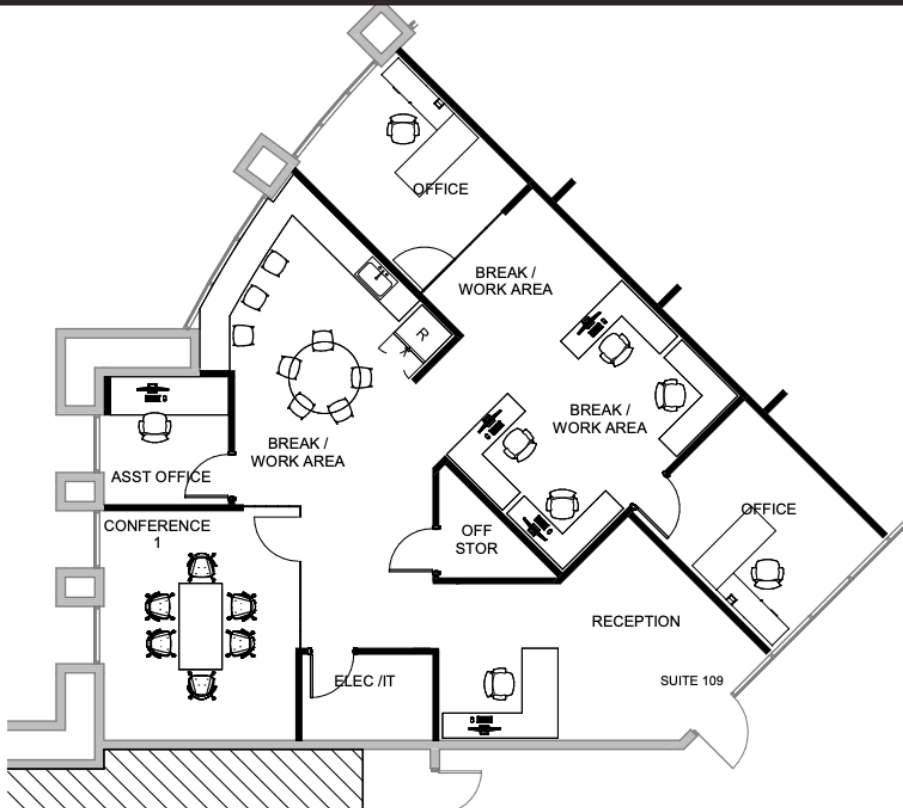 OFFICE
BREAK /
WORK AREA
R
BREAK /
WORK AREA
BREAK /
WORK AREA
ASST OFFICE
OFFICE
CONFERENCE
1
OFF
STOR
RECEPTION
ELEC /IT
SUITE 109